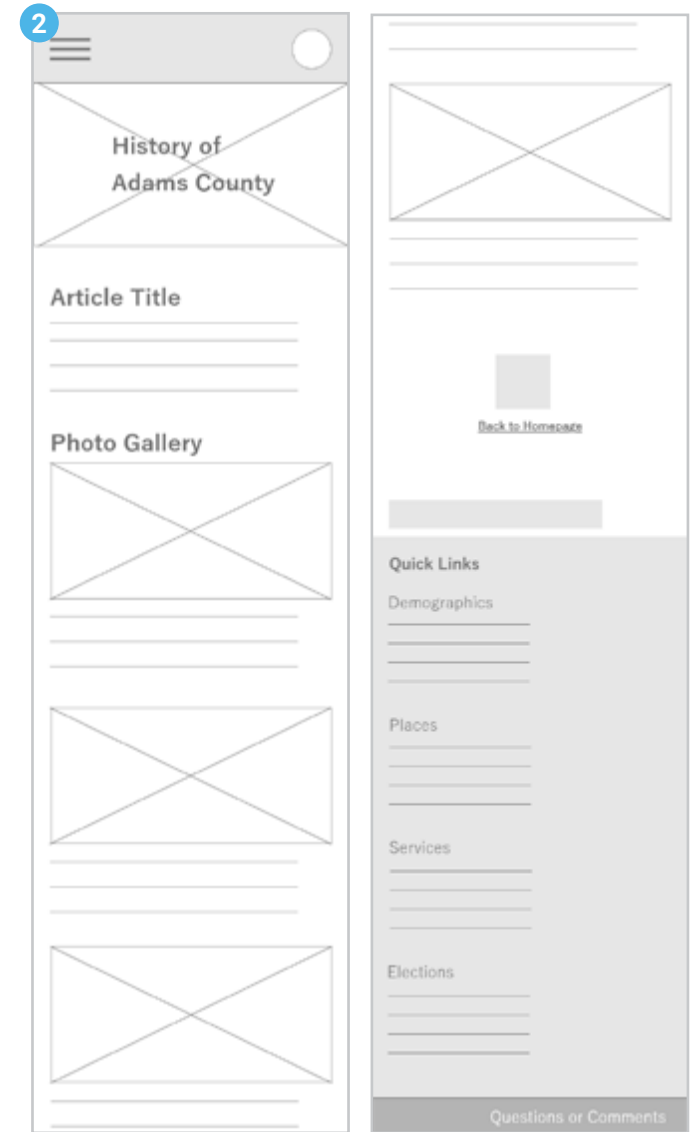 2
History of
Adams County
Article Title
Photo Gallery
Back to Homepage
Quick Links
Demographics
Places
Services
Elections
Questions or Comments